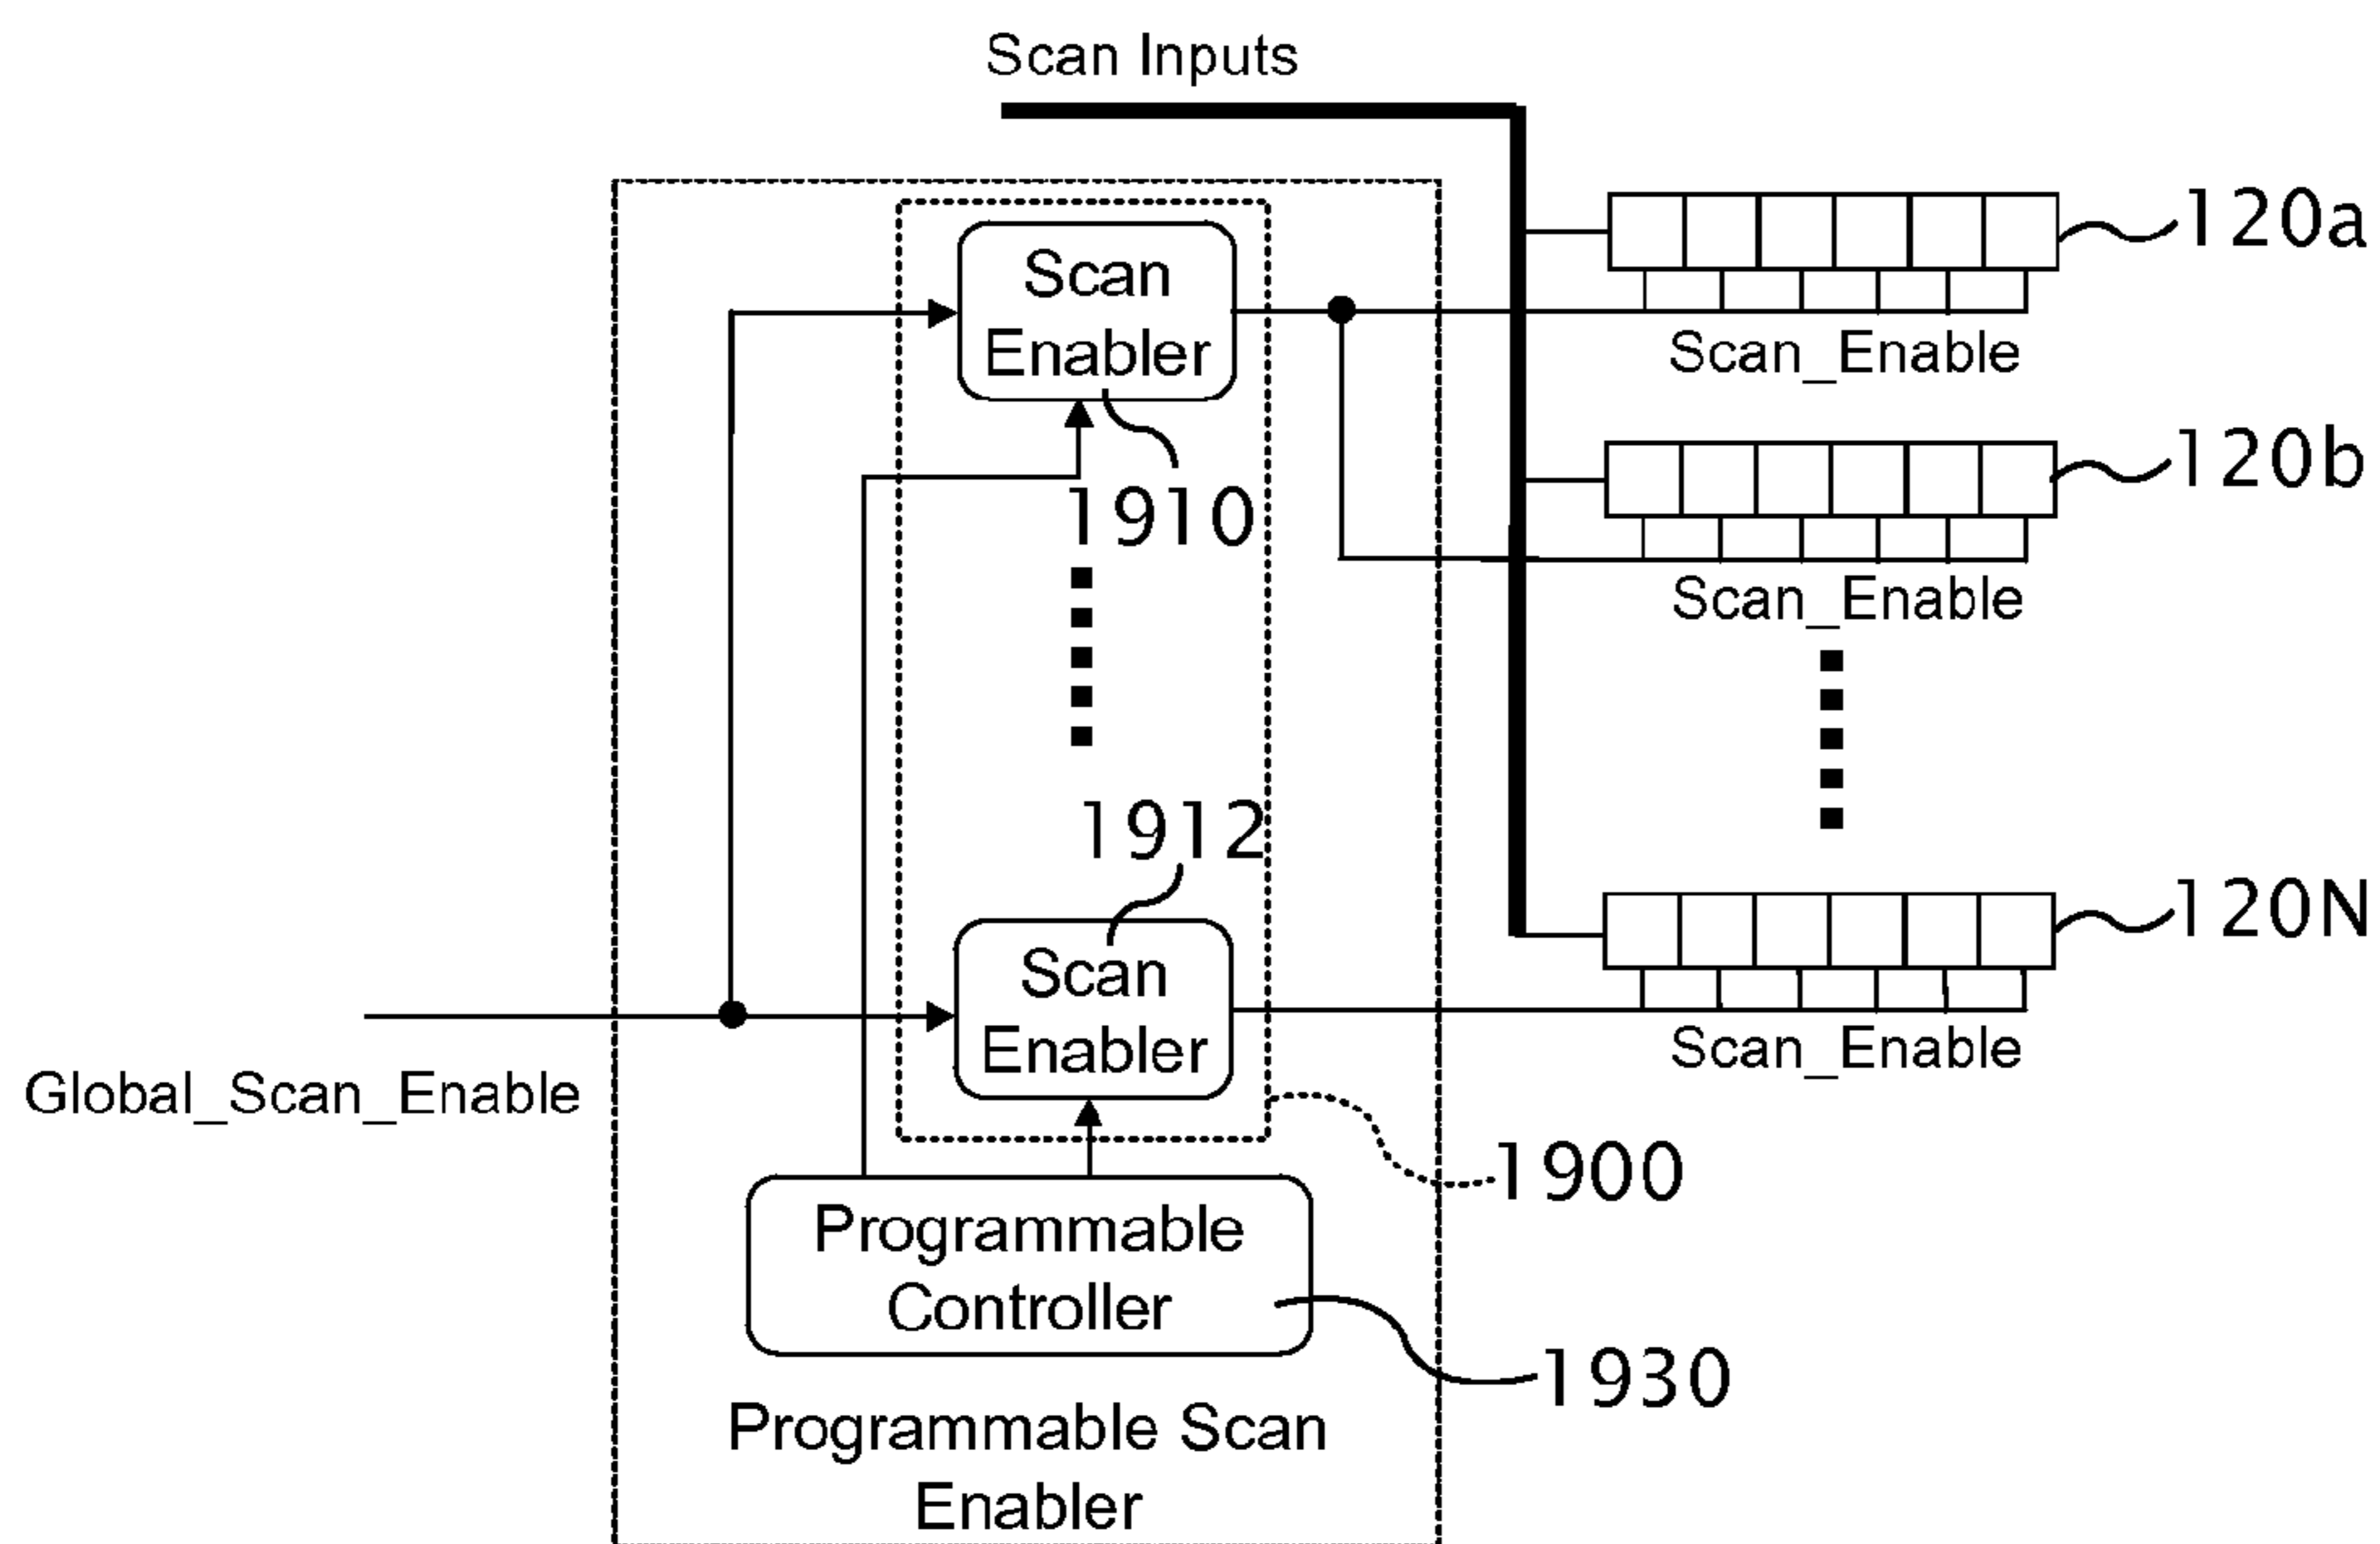 Scan Inputs
120a
Scan
Enabler
Scan_Enable
120b
1910
Scan_Enable
1912
120N
Scan
Enabler
Scan_Enable
Global_Scan_Enable
1900
Programmable
Controller
1930
Programmable Scan
Enabler